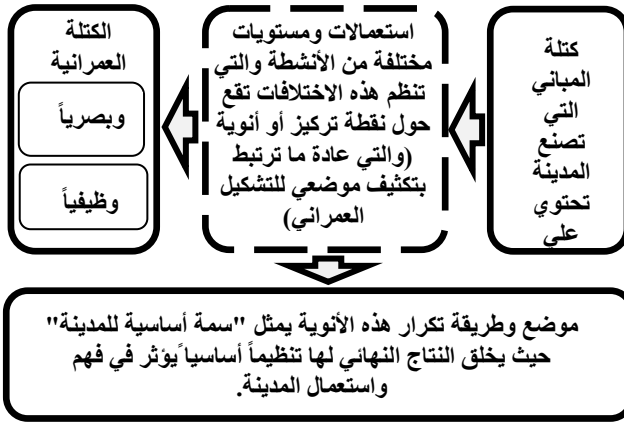 كتلة
المباني
التي
تصنع
المدينة
تحتوي
علي
استعمالات ومستويات
مختلفة من الأنشطة والتي
تنظم هذه الاختلافات تقع
حول نقطة تركيز أو أنوية
(والتي عادة ما ترتبط
بتكثيف موضعي للتشكيل
العمراني)
الكتلة
العمرانية
وبصرياً
وظيفياً
موضع وطريقة تكرار هذه الأنوية يمثل "سمة أساسية للمدينة"
حيث يخلق النتاج النهائي لها تنظيماً أساسياً يؤثر في فهم
واستعمال المدينة.